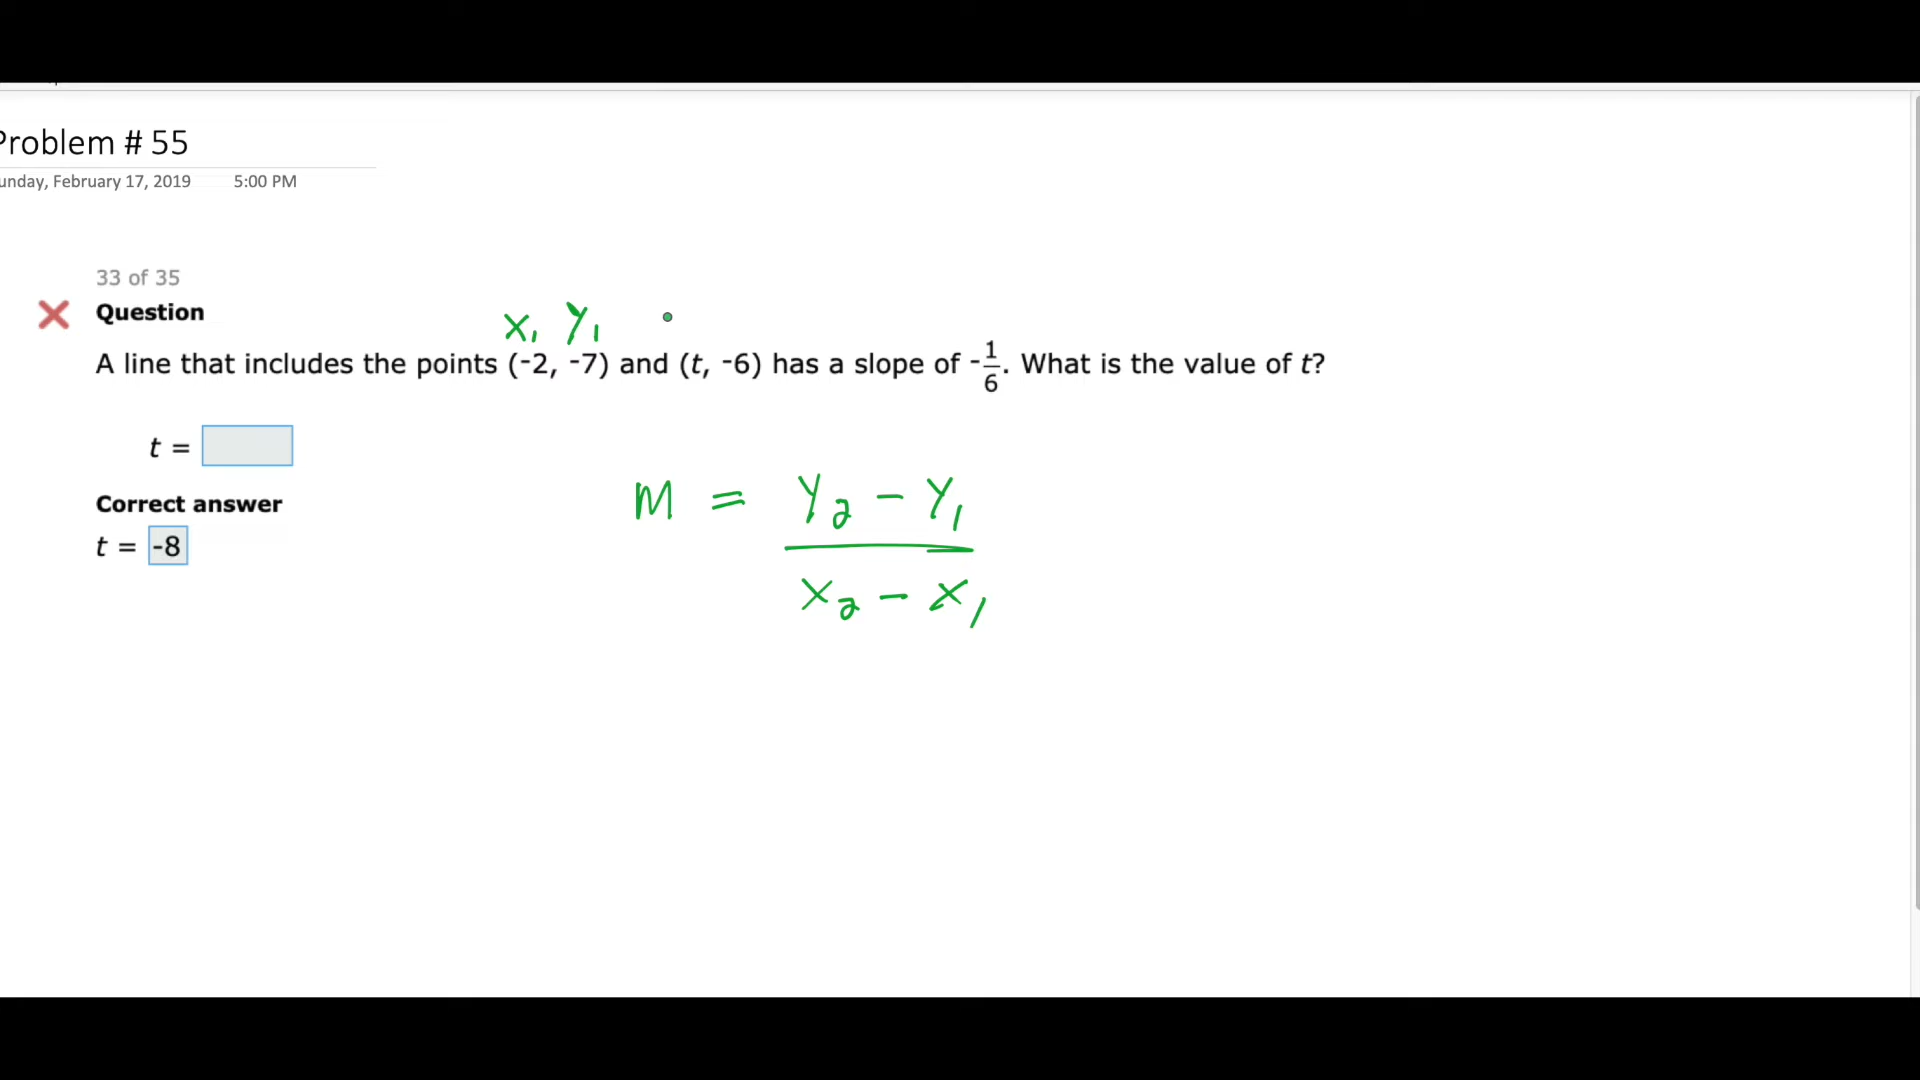 Problem # 55
unday, February 17, 2019 5:00 PM
33 of 35
Question
x₁ y₁
A line that includes the points (-2, -7) and (t, -6) has a slope of -1/6. What is the value of t?
t =
Correct answer
t = -8
M = y₂ - y₁
x₂ - x₁